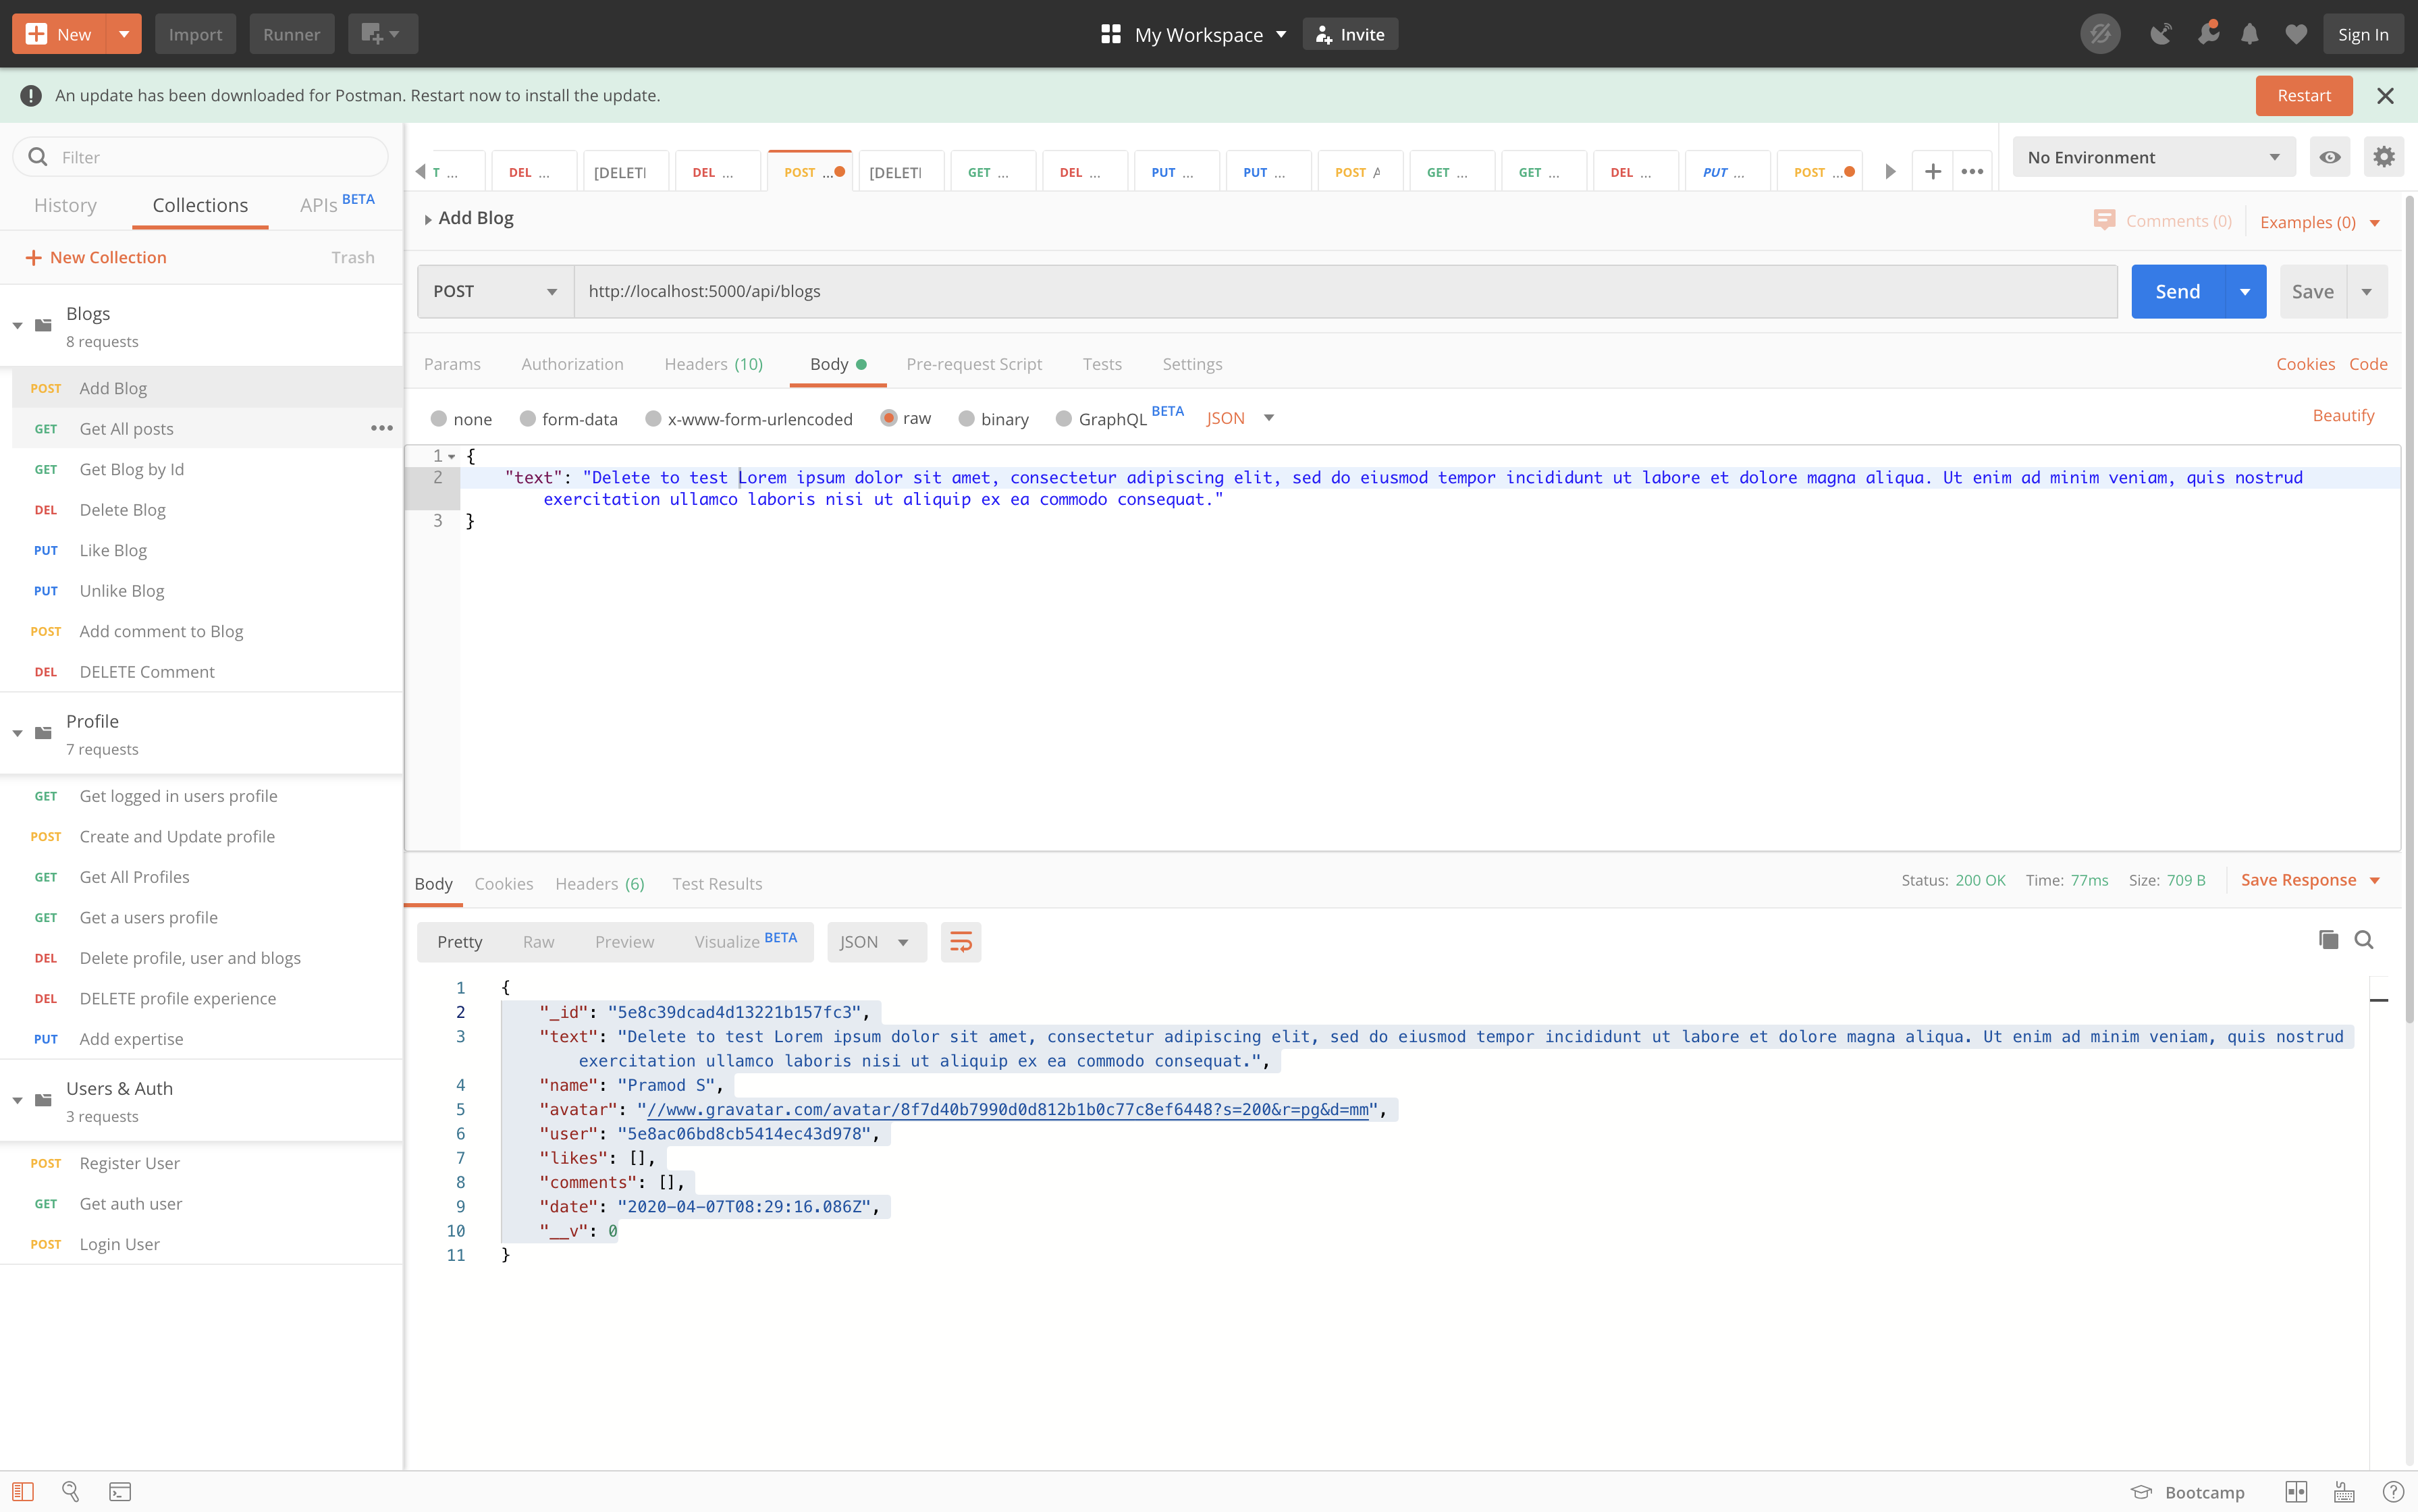 New
Import
Runner
My Workspace
Invite
Sign In
An update has been downloaded for Postman. Restart now to install the update.
Restart
Filter
History
Collections
APIs BETA
New Collection
Trash
Blogs
8 requests
POST Add Blog
GET Get All posts
GET Get Blog by Id
DEL Delete Blog
PUT Like Blog
PUT Unlike Blog
POST Add comment to Blog
DEL DELETE Comment
Profile
7 requests
GET Get logged in users profile
POST Create and Update profile
GET Get All Profiles
GET Get a users profile
DEL Delete profile, user and blogs
DEL DELETE profile experience
PUT Add expertise
Users & Auth
3 requests
POST Register User
GET Get auth user
POST Login User
T ... DEL ... [DELET DEL ... POST ... [DELET GET ... DEL ... PUT ... PUT ... POST A GET ... GET ... DEL ... PUT ... POST ...
No Environment
Add Blog
Comments (0)
Examples (0)
POST
http://localhost:5000/api/blogs
Send
Save
Params Authorization Headers (10) Body Pre-request Script Tests Settings
Cookies Code
none form-data x-www-form-urlencoded raw binary GraphQL BETA JSON
Beautify
1 {
2 "text": "Delete to test Lorem ipsum dolor sit amet, consectetur adipiscing elit, sed do eiusmod tempor incididunt ut labore et dolore magna aliqua. Ut enim ad minim veniam, quis nostrud
exercitation ullamco laboris nisi ut aliquip ex ea commodo consequat."
3 }
Body Cookies Headers (6) Test Results
Status: 200 OK Time: 77ms Size: 709 B
Save Response
Pretty Raw Preview Visualize BETA JSON
1 {
2 "_id": "5e8c39dcad4d13221b157fc3",
3 "text": "Delete to test Lorem ipsum dolor sit amet, consectetur adipiscing elit, sed do eiusmod tempor incididunt ut labore et dolore magna aliqua. Ut enim ad minim veniam, quis nostrud
exercitation ullamco laboris nisi ut aliquip ex ea commodo consequat.",
4 "name": "Pramod S",
5 "avatar": "//www.gravatar.com/avatar/8f7d40b7990d0d812b1b0c77c8ef6448?s=200&r=pg&d=mm",
6 "user": "5e8ac06bd8cb5414ec43d978",
7 "likes": [],
8 "comments": [],
9 "date": "2020-04-07T08:29:16.086Z",
10 "__v": 0
11 }
Bootcamp